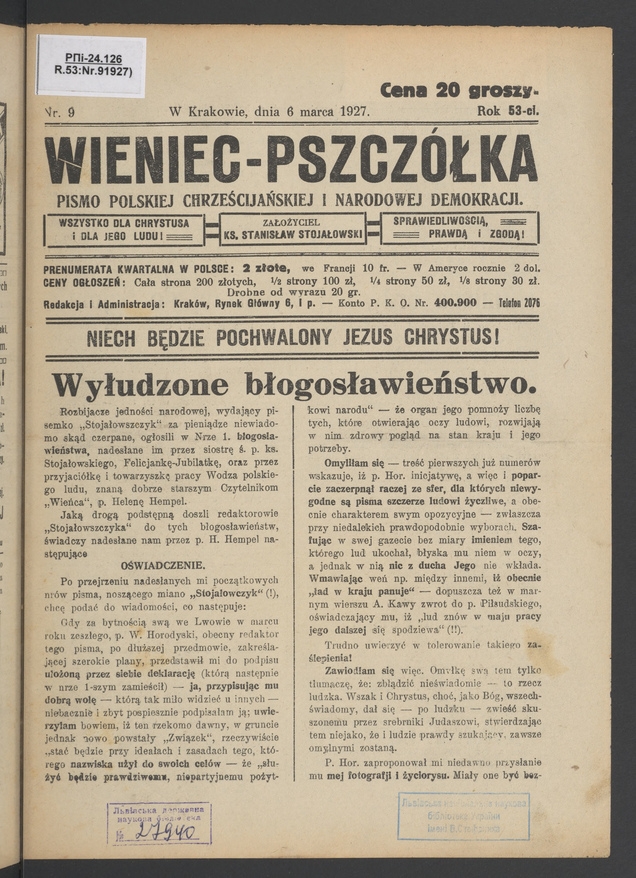 РПі-24.126
R.53:Nr.91927)
Cena 20 groszy.
Nr. 9
W Krakowie, dnia 6 marca 1927.
Rok 53-ci.
WIENIEC-PSZCZÓŁKA
PISMO POLSKIEJ CHRZEŚCIJAŃSKIEJ I NARODOWEJ DEMOKRACJI.
WSZYSTKO DLA CHRYSTUSA
i DLA JEGO LUDU!
ZAŁOŻYCIEL
KS. STANISŁAW STOJAŁOWSKI
SPRAWIEDLIWOŚCIĄ,
PRAWDĄ i ZGODĄ!
PRENUMERATA KWARTALNA W POLSCE: 2 złote, we Francji 10 fr. — W Ameryce rocznie 2 dol.
CENY OGŁOSZEŃ: Cała strona 200 złotych, 1/2 strony 100 zł, 1/4 strony 50 zł, 1/8 strony 30 zł.
Drobne od wyrazu 20 gr.
Redakcja i Administracja: Kraków, Rynek Główny 6, I p. — Konto P. K. O. Nr. 400.900 — Telefon 2076
NIECH BĘDZIE POCHWALONY JEZUS CHRYSTUS!
Wyłudzone błogosławieństwo.
Rozbijacze jedności narodowej, wydający pi-
semko „Stojałowszczyk“ za pieniądze niewiado-
mo skąd czerpane, ogłosili w Nrze 1. błogosła-
wieństwa, nadesłane im przez siostrę ś. p. ks.
Stojałowskiego, Felicjankę-Jubilatkę, oraz przez
przyjaciółkę i towarzyszkę pracy Wodza polskie-
go ludu, znaną dobrze starszym Czytelnikom
„Wieńca“, p. Helenę Hempel.
Jaką drogą podstępną doszli redaktorowie
„Stojałowszczyka“ do tych błogosławieństw,
świadczy nadesłane nam przez p. H. Hempel na-
stępujące
OŚWIADCZENIE.
Po przejrzeniu nadesłanych mi początkowych
nrów pisma, noszącego miano „Stojałowczyk“ (!),
chcę podać do wiadomości, co następuje:
Gdy za bytnością swą we Lwowie w marcu
roku zeszłego, p. W. Horodyski, obecny redaktor
tego pisma, po dłuższej przedmowie, zakreśla-
jącej szerokie plany, przedstawił mi do podpisu
ułożoną przez siebie deklarację (którą następnie
w nrze 1-szym zamieścił) — ja, przypisując mu
dobrą wolę — którą tak miło widzieć u innych —
niebacznie i zbyt pospiesznie podpisałam ją; uwie-
rzyłam bowiem, iż ten rzekomo dawny, w gruncie
jednak nowo powstały „Związek“, rzeczywiście
„stać będzie przy ideałach i zasadach tego, któ-
rego nazwiska użył do swoich celów — że „słu-
żyć będzie prawdziwemu, niepartyjnemu pożyt-
kowi narodu“ — że organ jego pomnoży liczbę
tych, które otwierając oczy ludowi, rozwijają
w nim zdrowy pogląd na stan kraju i jego
potrzeby.
Omyliłam się — treść pierwszych już numerów
wskazuje, iż p. Hor. inicjatywę, a więc i popar-
cie zaczerpnął raczej ze sfer, dla których niewy-
godne są pisma szczerze ludowi życzliwe, a obe-
cnie charakterem swym opozycyjne — zwłaszcza
przy niedalekich prawdopodobnie wyborach. Sza-
fując w swej gazecie bez miary imieniem tego,
którego lud ukochał, błyska mu niem w oczy,
a jednak w nią nic z ducha Jego nie wkłada.
Wmawiając weń np. między innemi, iż obecnie
„ład w kraju panuje“ — dopuszcza też w mar-
nym wierszu A. Kawy zwrot do p. Piłsudskiego,
oświadczający mu, iż „lud znów w maju pracy
jego dalszej się spodziewa“ (!!).
Trudno uwierzyć w tolerowanie takiego za-
ślepienia!
Zawiodłam się więc. Omyłkę swą tem tylko
tłumaczę, że: zbłądzić nieświadomie — to rzecz
ludzka. Wszak i Chrystus, choć, jako Bóg, wszech-
świadomy, dał się — po ludzku — zwieść sku-
szonemu przez srebrniki Judaszowi, stwierdzając
tem niejako, że i ludzie prawdy szukający, zawsze
omylnymi zostaną.
P. Hor. zaproponował mi niedawno przysłanie
mu mej fotografji i życiorysu. Miały one być bez-
Львівська державна
наукова
№ 27940
Львівська наукова
бібліотека
імені В.Стефаника